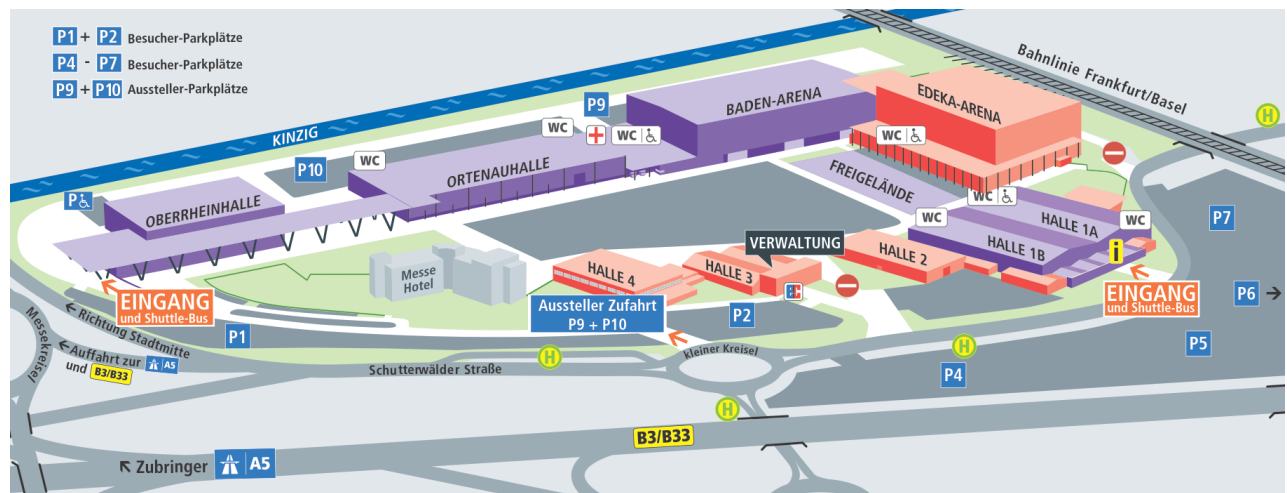 P1 + P2 Besucher-Parkplätze
P4 - P7 Besucher-Parkplätze
P9 + P10 Aussteller-Parkplätze
Bahnlinie Frankfurt/Basel
H
KINZIG
P9
BADEN-ARENA
EDEKA-ARENA
WC
WC
WC
WC
P10
ORTENAUHALLE
FREIGELÄNDE
P
OBERRHEINHALLE
WC
WC
HALLE 1A
WC
P7
HALLE 1B
i
VERWALTUNG
HALLE 2
HALLE 3
HALLE 4
Messe
Hotel
EINGANG
und Shuttle-Bus
EINGANG
und Shuttle-Bus
P6
Aussteller Zufahrt
P9 + P10
P2
P1
P5
Richtung Stadtmitte
Messekreisel
Auffahrt zur A5
und B3/B33
kleiner Kreisel
H
H
Schutterwälder Straße
P4
H
B3/B33
Zubringer A5